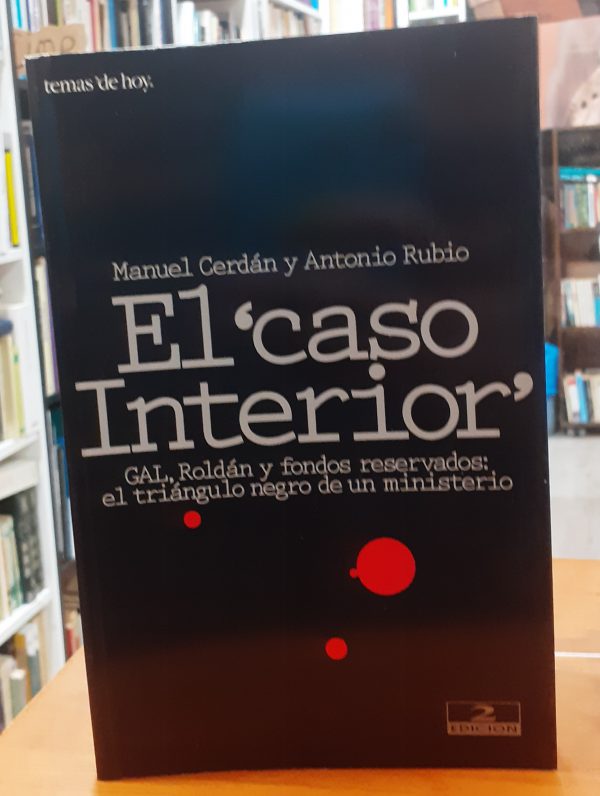 temas'de hoy.
Manuel Cerdán y Antonio Rubio
El ‘caso
Interior’
GAL, Roldán y fondos reservados:
el triángulo negro de un ministerio
2
EDICION